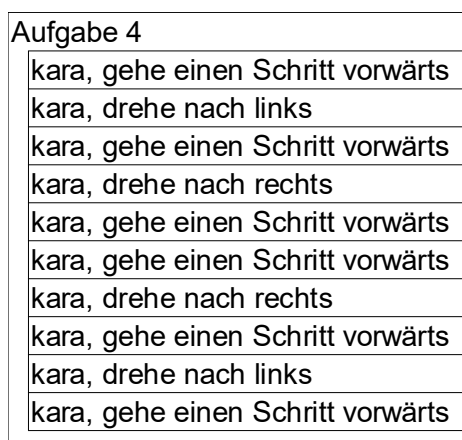 Aufgabe 4
kara, gehe einen Schritt vorwärts
kara, drehe nach links
kara, gehe einen Schritt vorwärts
kara, drehe nach rechts
kara, gehe einen Schritt vorwärts
kara, gehe einen Schritt vorwärts
kara, drehe nach rechts
kara, gehe einen Schritt vorwärts
kara, drehe nach links
kara, gehe einen Schritt vorwärts